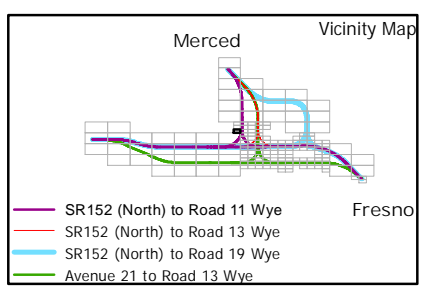 Vicinity Map
Merced
Fresno
SR152 (North) to Road 11 Wye
SR152 (North) to Road 13 Wye
SR152 (North) to Road 19 Wye
Avenue 21 to Road 13 Wye